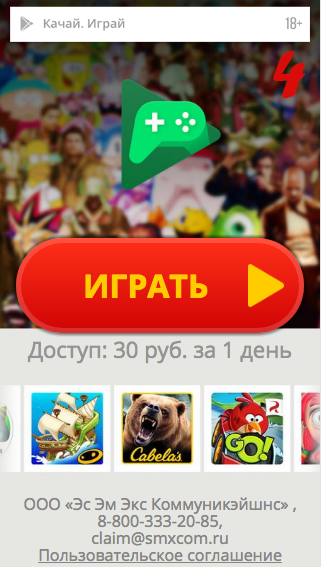 Качай. Играй
18+
ИГРАТЬ
Доступ: 30 руб. за 1 день
Cabela's
GO!
ООО «Эс Эм Экс Коммуникэйшнс» ,
8-800-333-20-85,
claim@smxcom.ru
Пользовательское соглашение